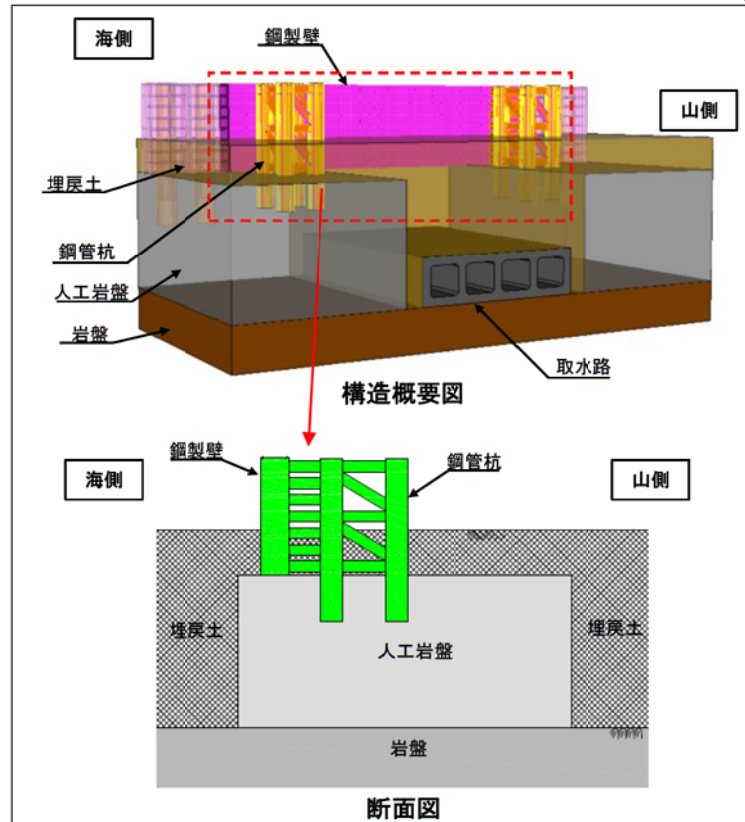 海側
鋼製壁
山側
埋戻土
鋼管杭
人工岩盤
岩盤
取水路
構造概要図
鋼製壁
海側
鋼管杭
山側
埋戻土
人工岩盤
埋戻土
岩盤
断面図